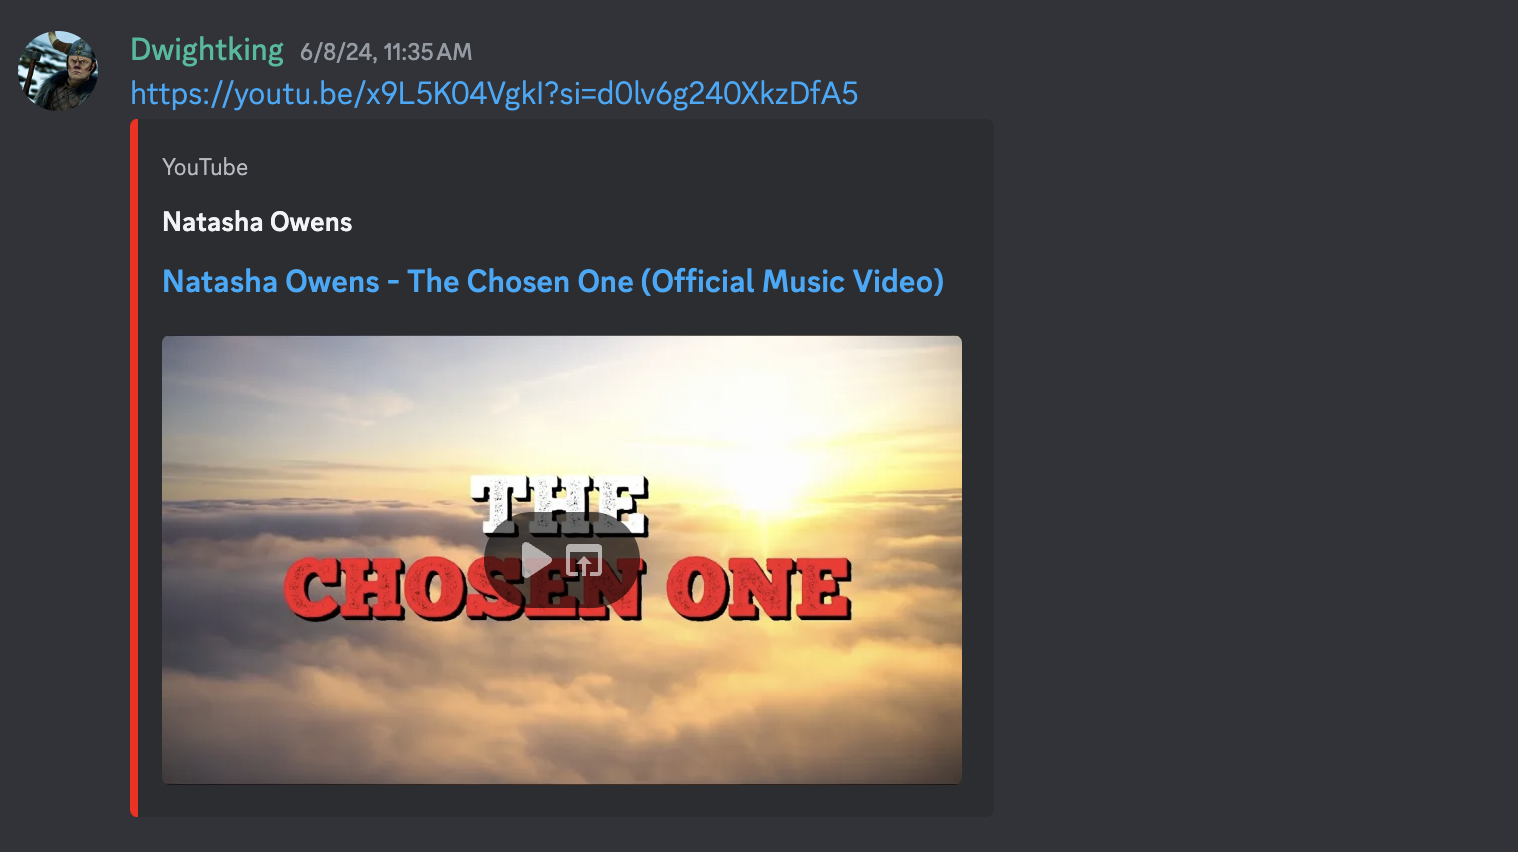 Dwightking 6/8/24, 11:35 AM
https://youtu.be/x9L5K04VgkI?si=d0lv6g240XkzDfA5
YouTube
Natasha Owens
Natasha Owens - The Chosen One (Official Music Video)
THE
CHOSEN ONE